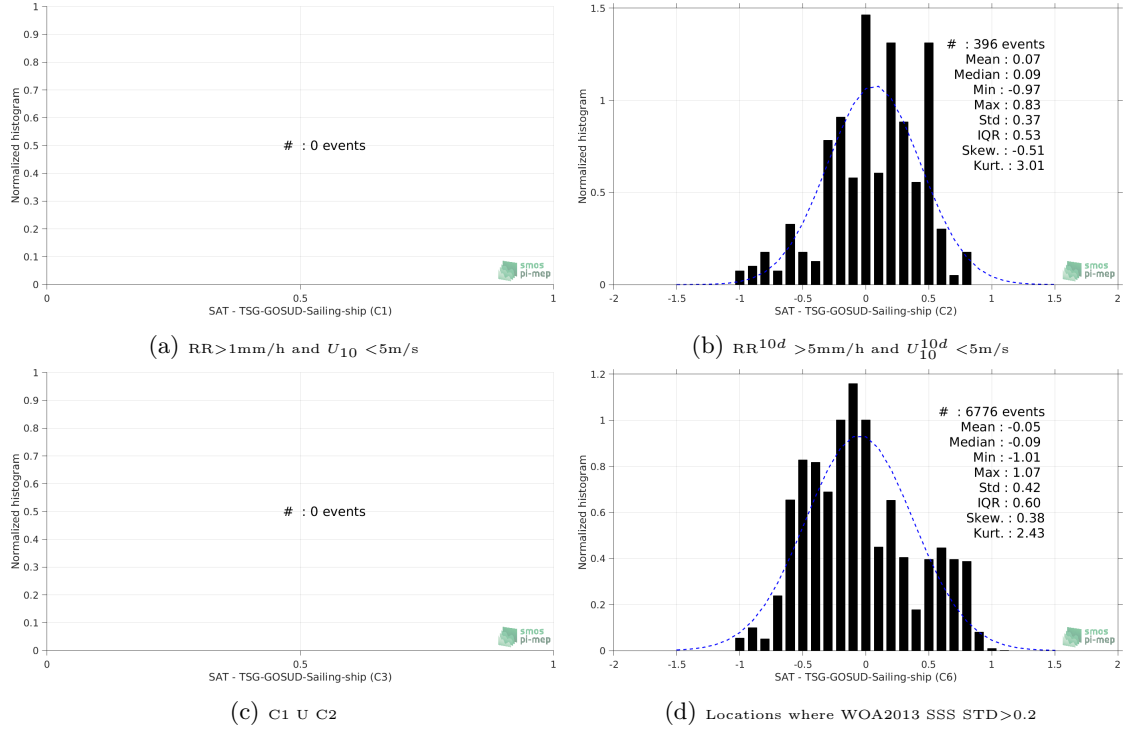 1
0.9
0.8
0.7
0.6
0.5
0.4
0.3
0.2
0.1
0
Normalized histogram
# : 0 events
smos
pi-mep
0 0.5 1
SAT - TSG-GOSUD-Sailing-ship (C1)
(a) RR>1mm/h and U10 <5m/s
1.5
1
0.5
0
Normalized histogram
# : 396 events
Mean : 0.07
Median : 0.09
Min : -0.97
Max : 0.83
Std : 0.37
IQR : 0.53
Skew. : -0.51
Kurt. : 3.01
smos
pi-mep
-2 -1.5 -1 -0.5 0 0.5 1 1.5 2
SAT - TSG-GOSUD-Sailing-ship (C2)
(b) RR10d >5mm/h and U10d10 <5m/s
1
0.9
0.8
0.7
0.6
0.5
0.4
0.3
0.2
0.1
0
Normalized histogram
# : 0 events
smos
pi-mep
0 0.5 1
SAT - TSG-GOSUD-Sailing-ship (C3)
(c) C1 U C2
1.2
1
0.8
0.6
0.4
0.2
0
Normalized histogram
# : 6776 events
Mean : -0.05
Median : -0.09
Min : -1.01
Max : 1.07
Std : 0.42
IQR : 0.60
Skew. : 0.38
Kurt. : 2.43
smos
pi-mep
-2 -1.5 -1 -0.5 0 0.5 1 1.5 2
SAT - TSG-GOSUD-Sailing-ship (C6)
(d) Locations where WOA2013 SSS STD>0.2